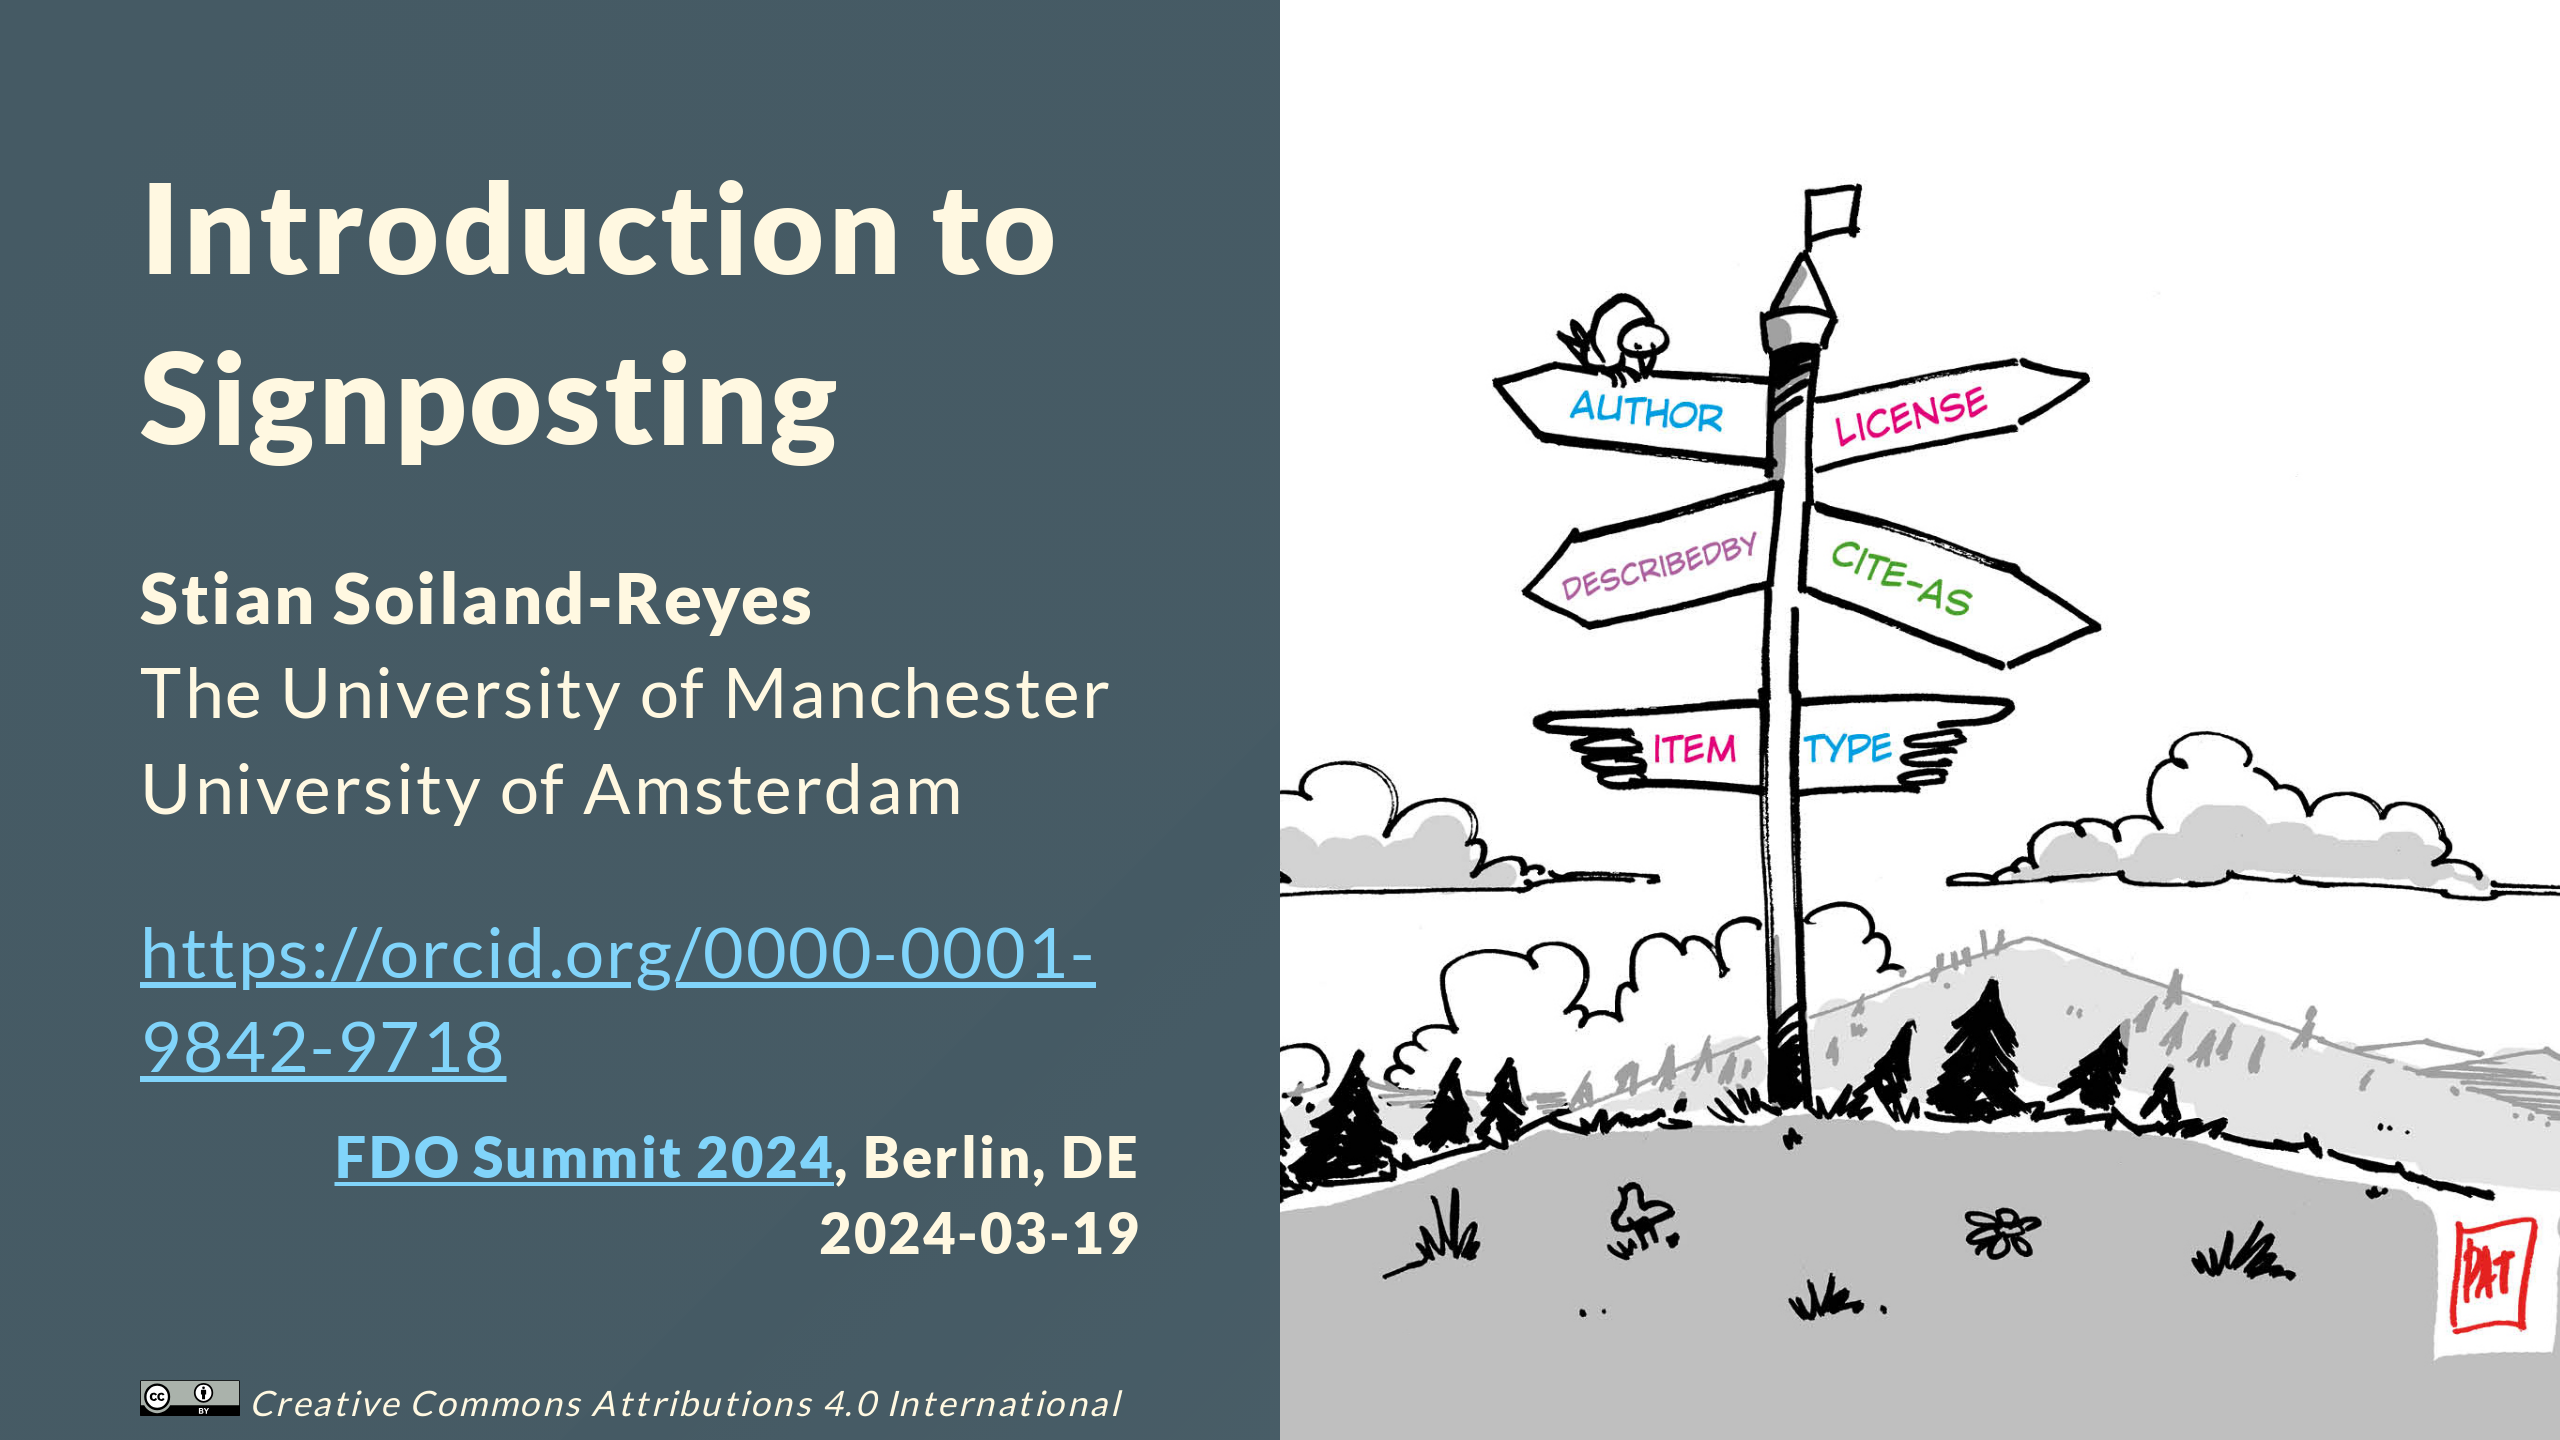 Introduction to
Signposting
Stian Soiland-Reyes
The University of Manchester
University of Amsterdam
https://orcid.org/0000-0001-
9842-9718
FDO Summit 2024, Berlin, DE
2024-03-19
cc BY Creative Commons Attributions 4.0 International
AUTHOR
LICENSE
DESCRIBEDBY
CITE-AS
ITEM
TYPE
PAT